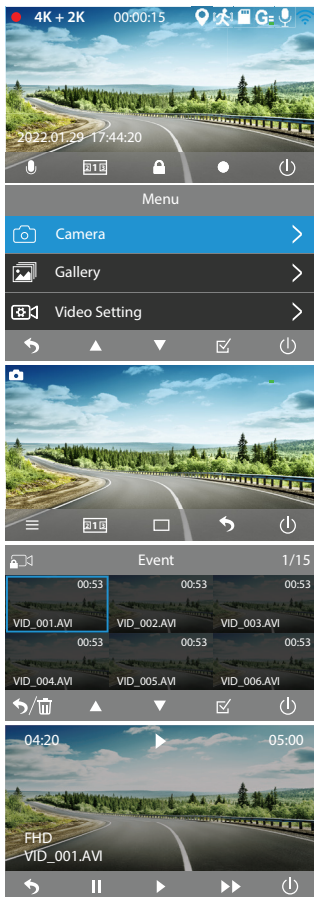 4K + 2K 00:00:15 G
2022.01.29 17:44:20
Menu
Camera
Gallery
Video Setting
Event 1/15
00:53 00:53 00:53
VID_001.AVI VID_002.AVI VID_003.AVI
00:53 00:53 00:53
VID_004.AVI VID_005.AVI VID_006.AVI
04:20 05:00
FHD
VID_001.AVI